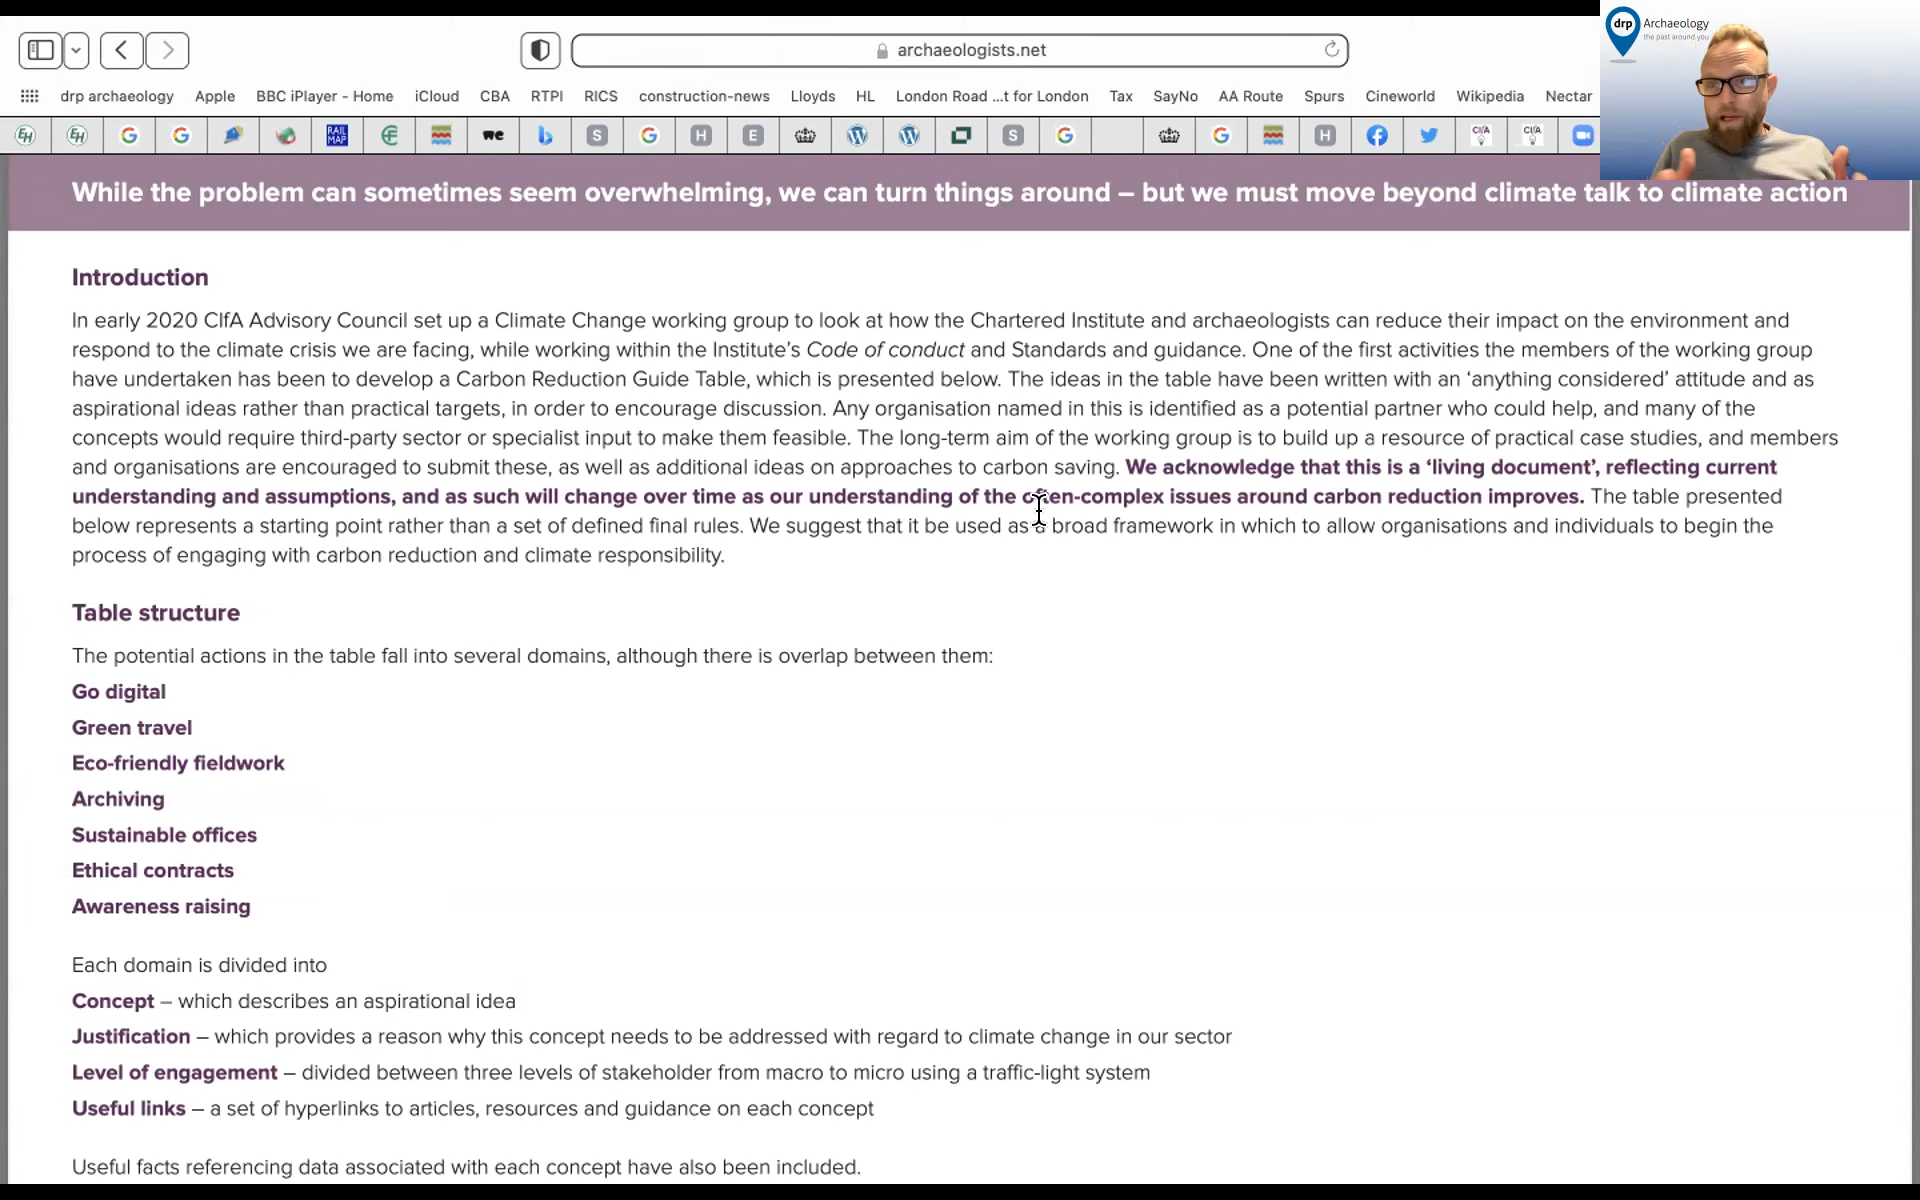 archaeologists.net
drp Archaeology
the past around you
drp archaeology Apple BBC iPlayer - Home iCloud CBA RTPI RICS construction-news Lloyds HL London Road ...t for London Tax SayNo AA Route Spurs Cineworld Wikipedia Nectar
EH EH G G RAIL MAP we b S G H E S G G H CIfA CIfA
While the problem can sometimes seem overwhelming, we can turn things around – but we must move beyond climate talk to climate action
Introduction
In early 2020 CIfA Advisory Council set up a Climate Change working group to look at how the Chartered Institute and archaeologists can reduce their impact on the environment and
respond to the climate crisis we are facing, while working within the Institute’s Code of conduct and Standards and guidance. One of the first activities the members of the working group
have undertaken has been to develop a Carbon Reduction Guide Table, which is presented below. The ideas in the table have been written with an ‘anything considered’ attitude and as
aspirational ideas rather than practical targets, in order to encourage discussion. Any organisation named in this is identified as a potential partner who could help, and many of the
concepts would require third-party sector or specialist input to make them feasible. The long-term aim of the working group is to build up a resource of practical case studies, and members
and organisations are encouraged to submit these, as well as additional ideas on approaches to carbon saving. We acknowledge that this is a ‘living document’, reflecting current
understanding and assumptions, and as such will change over time as our understanding of the often-complex issues around carbon reduction improves. The table presented
below represents a starting point rather than a set of defined final rules. We suggest that it be used as a broad framework in which to allow organisations and individuals to begin the
process of engaging with carbon reduction and climate responsibility.
Table structure
The potential actions in the table fall into several domains, although there is overlap between them:
Go digital
Green travel
Eco-friendly fieldwork
Archiving
Sustainable offices
Ethical contracts
Awareness raising
Each domain is divided into
Concept – which describes an aspirational idea
Justification – which provides a reason why this concept needs to be addressed with regard to climate change in our sector
Level of engagement – divided between three levels of stakeholder from macro to micro using a traffic-light system
Useful links – a set of hyperlinks to articles, resources and guidance on each concept
Useful facts referencing data associated with each concept have also been included.